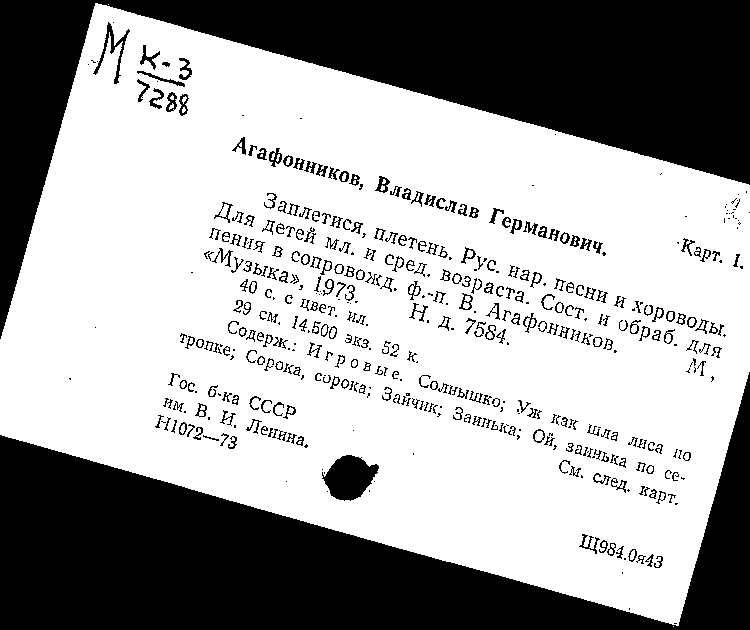 М К-3
7288
Агафонников, Владислав Германович.
Карт. 1.
Заплетися, плетень. Рус. нар. песни и хороводы.
Для детей мл. и сред. возраста. Сост. и обраб. для
пения в сопровожд. ф.-п. В. Агафонников. М,
«Музыка», 1973. Н. д. 7584.
40 с. с цвет. ил.
29 см. 14.500 экз. 52 к.
Содерж.: Игровые. Солнышко; Уж как шла лиса по
тропке; Сорока, сорока; Зайчик; Заинька; Ой, заинька по се-
См. след. карт.
Гос. б-ка СССР
им. В. И. Ленина.
Н1072—73
Щ984.0я43